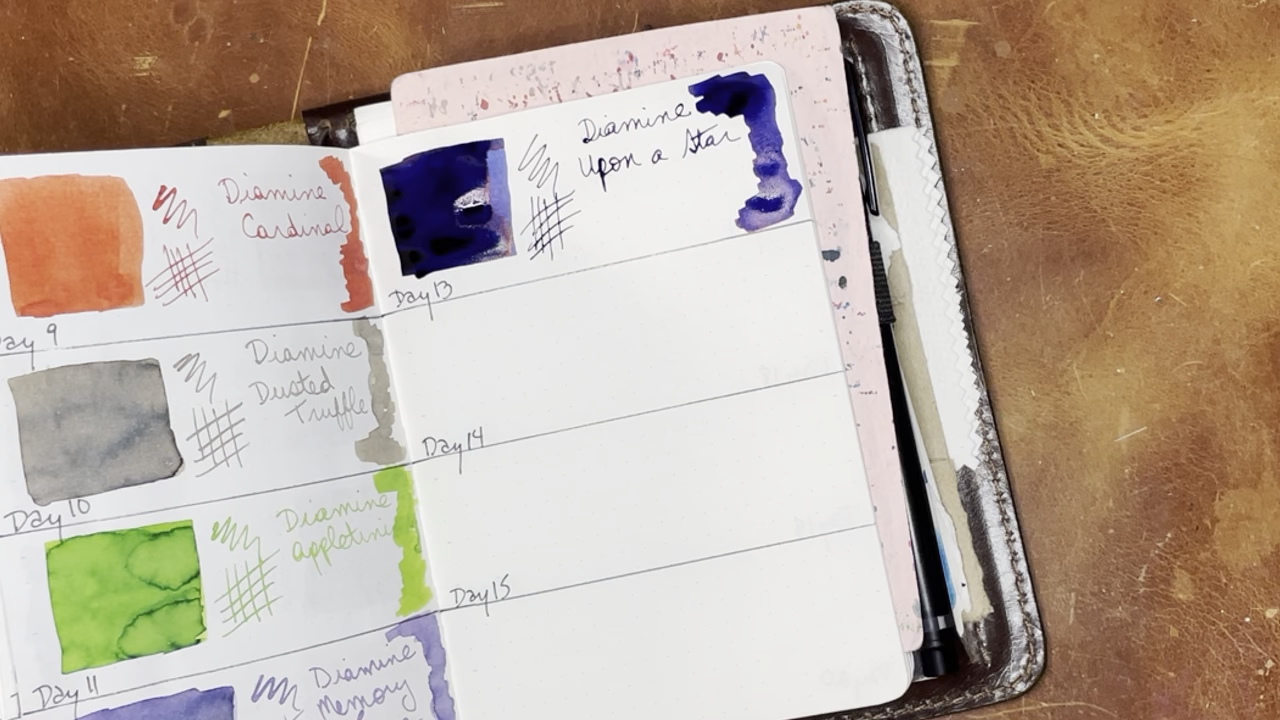 Diamine
Cardinal
Day 9
Diamine
Dusted
Truffle
Day 10
Diamine
appletini
Day 11
Diamine
Memory
Diamine
Upon a Star
Day 13
Day 14
Day 15